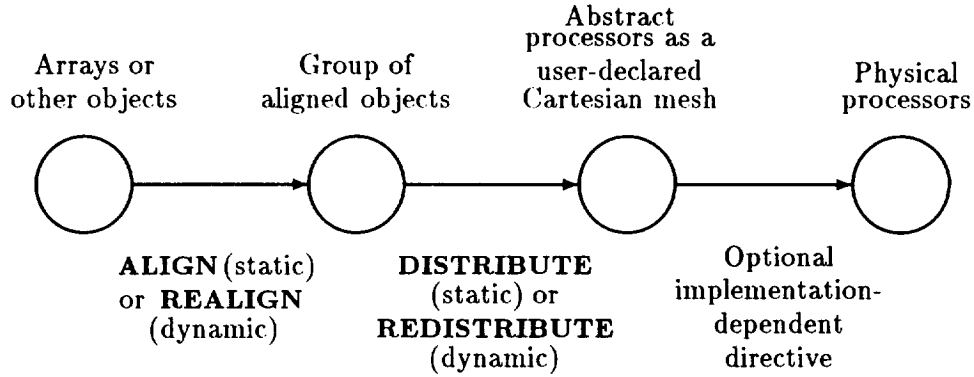 Arrays or
other objects
Group of
aligned objects
Abstract
processors as a
user-declared
Cartesian mesh
Physical
processors
ALIGN (static)
or REALIGN
(dynamic)
DISTRIBUTE
(static) or
REDISTRIBUTE
(dynamic)
Optional
implementation-
dependent
directive